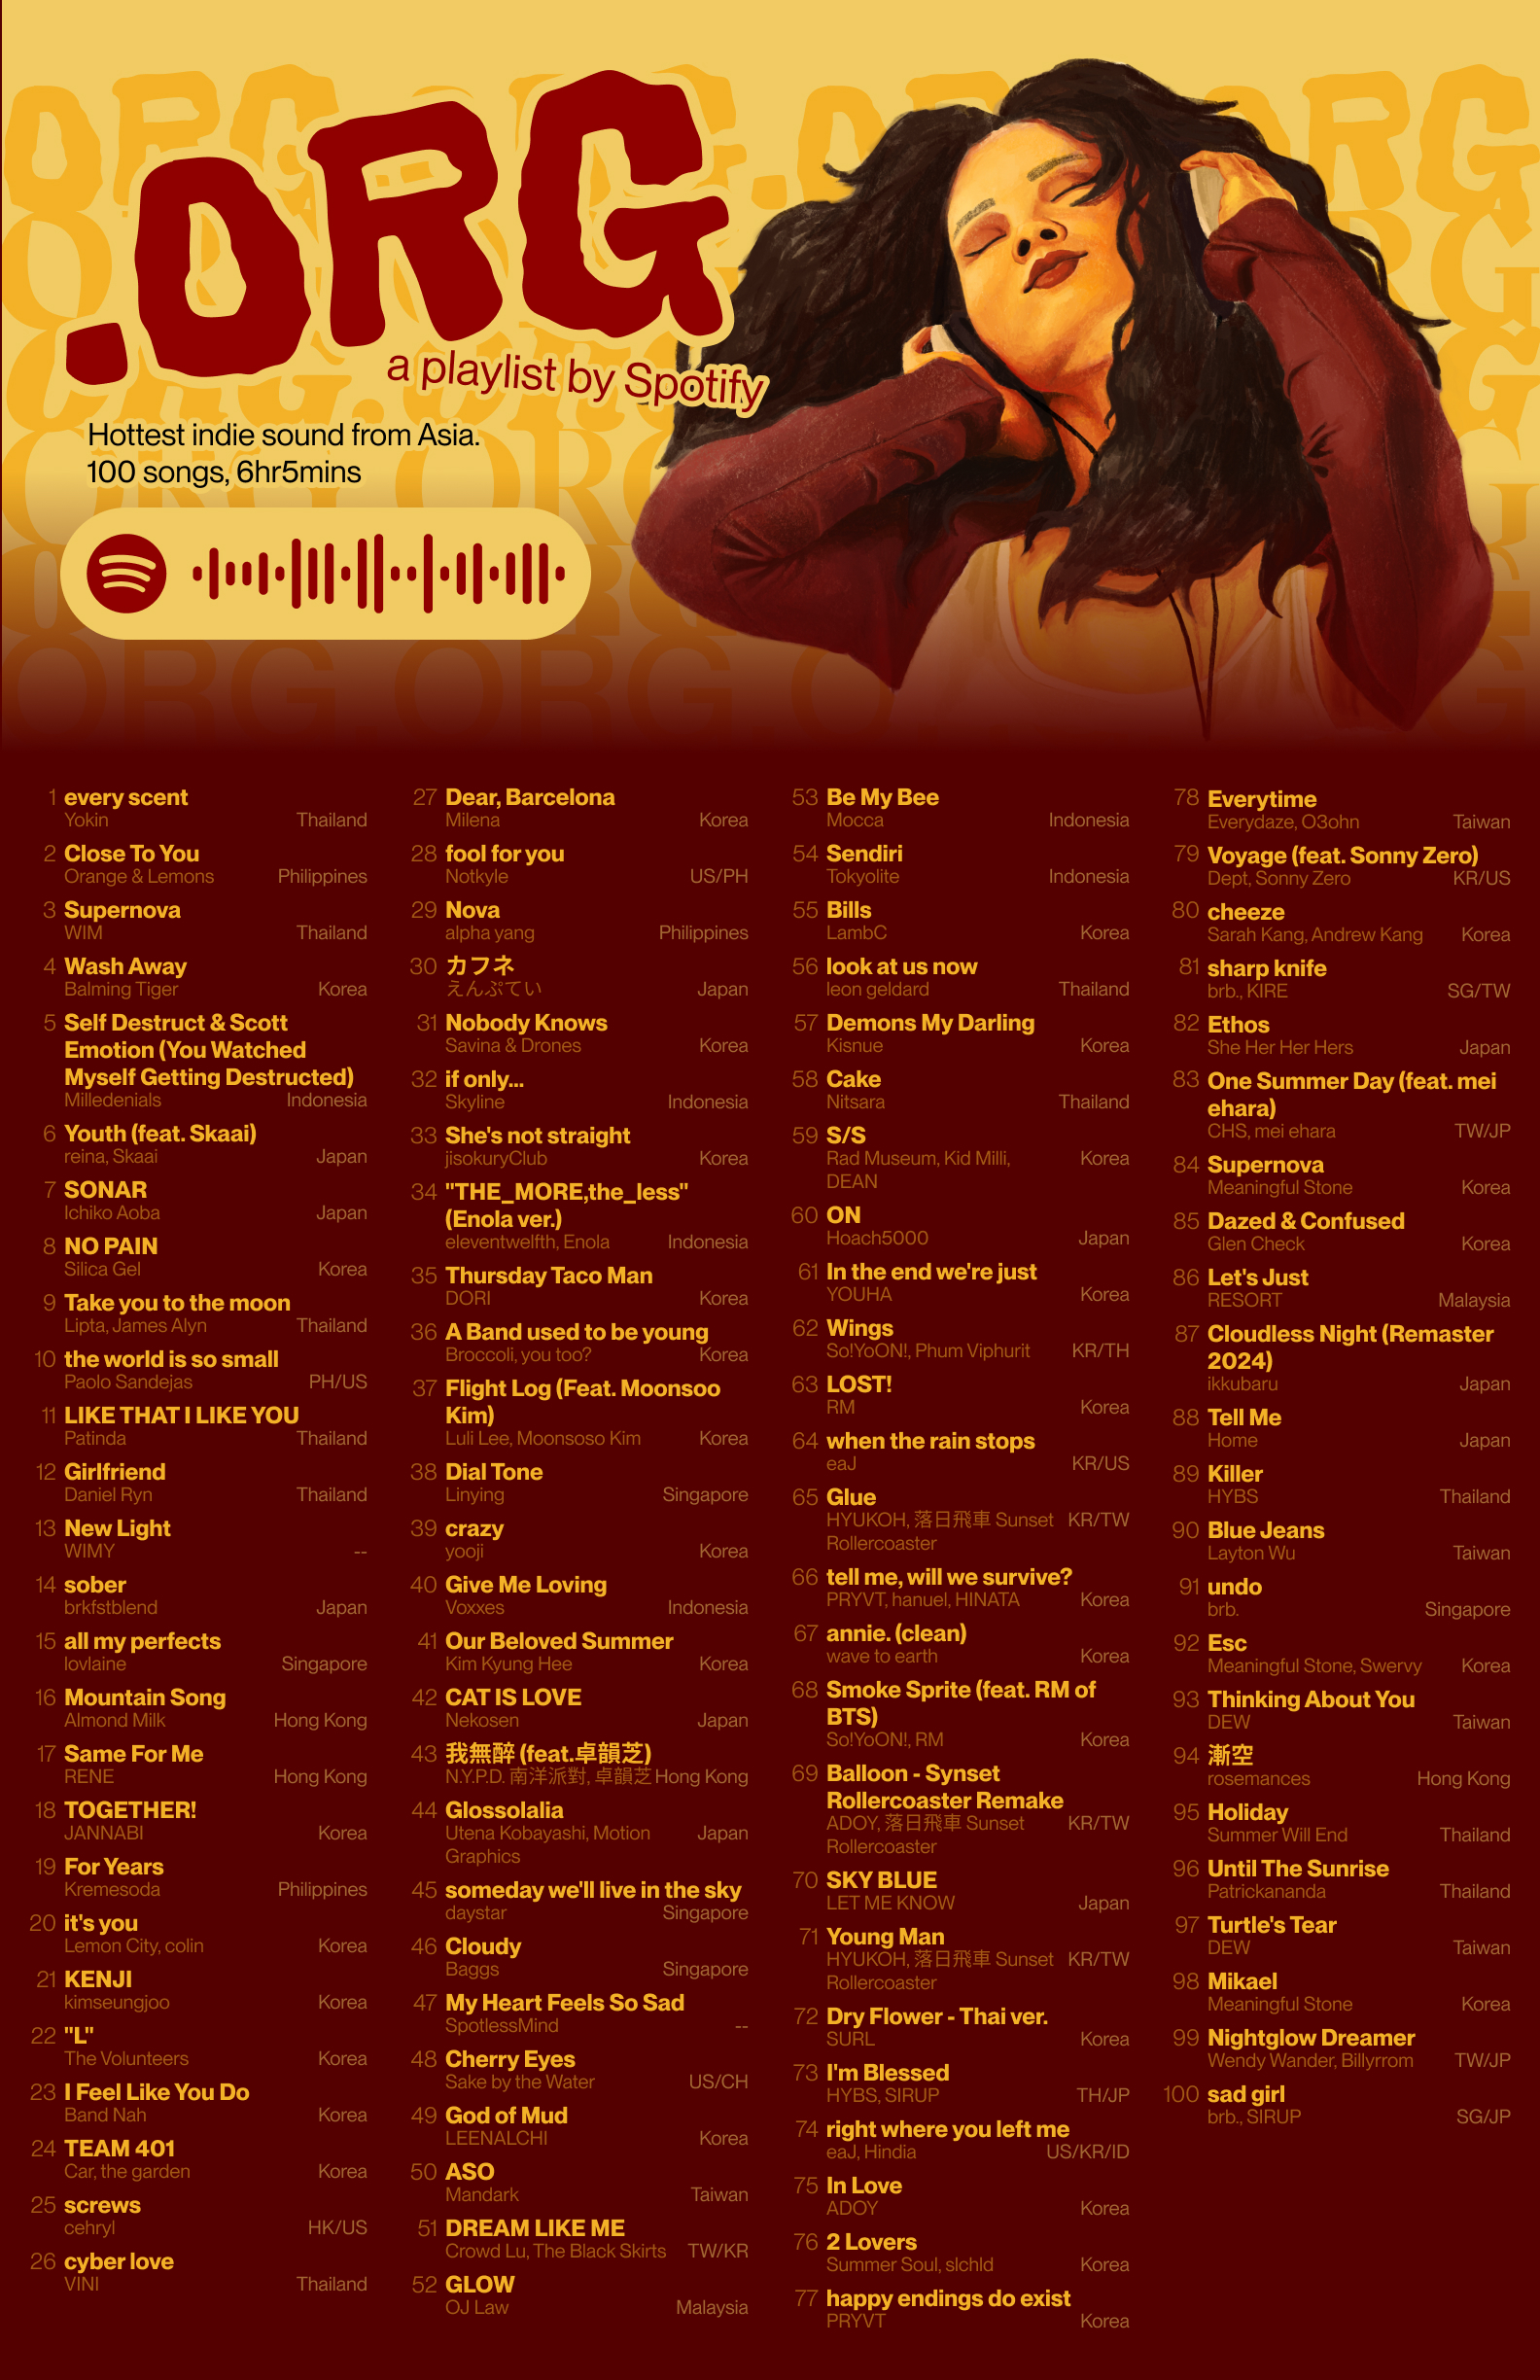 .ORG
a playlist by Spotify
Hottest indie sound from Asia.
100 songs, 6hr5mins
1 every scent
Yokin Thailand
2 Close To You
Orange & Lemons Philippines
3 Supernova
WIM Thailand
4 Wash Away
Balming Tiger Korea
5 Self Destruct & Scott
Emotion (You Watched
Myself Getting Destructed)
Milledenials Indonesia
6 Youth (feat. Skaai)
reina, Skaai Japan
7 SONAR
Ichiko Aoba Japan
8 NO PAIN
Silica Gel Korea
9 Take you to the moon
Lipta, James Alyn Thailand
10 the world is so small
Paolo Sandejas PH/US
11 LIKE THAT I LIKE YOU
Patinda Thailand
12 Girlfriend
Daniel Ryn Thailand
13 New Light
WIMY --
14 sober
brkfstblend Japan
15 all my perfects
lovlaine Singapore
16 Mountain Song
Almond Milk Hong Kong
17 Same For Me
RENE Hong Kong
18 TOGETHER!
JANNABI Korea
19 For Years
Kremesoda Philippines
20 it's you
Lemon City, colin Korea
21 KENJI
kimseungjoo Korea
22 "L"
The Volunteers Korea
23 I Feel Like You Do
Band Nah Korea
24 TEAM 401
Car, the garden Korea
25 screws
cehryl HK/US
26 cyber love
VINI Thailand
27 Dear, Barcelona
Milena Korea
28 fool for you
Notkyle US/PH
29 Nova
alpha yang Philippines
30 カフネ
えんぷてい Japan
31 Nobody Knows
Savina & Drones Korea
32 if only...
Skyline Indonesia
33 She's not straight
jisokuryClub Korea
34 "THE_MORE,the_less"
(Enola ver.)
eleventwelfth, Enola Indonesia
35 Thursday Taco Man
DORI Korea
36 A Band used to be young
Broccoli, you too? Korea
37 Flight Log (Feat. Moonsoo
Kim)
Luli Lee, Moonsoso Kim Korea
38 Dial Tone
Linying Singapore
39 crazy
yooji Korea
40 Give Me Loving
Voxxes Indonesia
41 Our Beloved Summer
Kim Kyung Hee Korea
42 CAT IS LOVE
Nekosen Japan
43 我無醉 (feat.卓韻芝)
N.Y.P.D. 南洋派對, 卓韻芝 Hong Kong
44 Glossolalia
Utena Kobayashi, Motion Japan
Graphics
45 someday we'll live in the sky
daystar Singapore
46 Cloudy
Baggs Singapore
47 My Heart Feels So Sad
SpotlessMind --
48 Cherry Eyes
Sake by the Water US/CH
49 God of Mud
LEENALCHI Korea
50 ASO
Mandark Taiwan
51 DREAM LIKE ME
Crowd Lu, The Black Skirts TW/KR
52 GLOW
OJ Law Malaysia
53 Be My Bee
Mocca Indonesia
54 Sendiri
Tokyolite Indonesia
55 Bills
LambC Korea
56 look at us now
leon geldard Thailand
57 Demons My Darling
Kisnue Korea
58 Cake
Nitsara Thailand
59 S/S
Rad Museum, Kid Milli, Korea
DEAN
60 ON
Hoach5000 Japan
61 In the end we're just
YOUHA Korea
62 Wings
So!YoON!, Phum Viphurit KR/TH
63 LOST!
RM Korea
64 when the rain stops
eaJ KR/US
65 Glue
HYUKOH, 落日飛車 Sunset KR/TW
Rollercoaster
66 tell me, will we survive?
PRYVT, hanuel, HINATA Korea
67 annie. (clean)
wave to earth Korea
68 Smoke Sprite (feat. RM of
BTS)
So!YoON!, RM Korea
69 Balloon - Synset
Rollercoaster Remake
ADOY, 落日飛車 Sunset KR/TW
Rollercoaster
70 SKY BLUE
LET ME KNOW Japan
71 Young Man
HYUKOH, 落日飛車 Sunset KR/TW
Rollercoaster
72 Dry Flower - Thai ver.
SURL Korea
73 I'm Blessed
HYBS, SIRUP TH/JP
74 right where you left me
eaJ, Hindia US/KR/ID
75 In Love
ADOY Korea
76 2 Lovers
Summer Soul, slchld Korea
77 happy endings do exist
PRYVT Korea
78 Everytime
Everydaze, O3ohn Taiwan
79 Voyage (feat. Sonny Zero)
Dept, Sonny Zero KR/US
80 cheeze
Sarah Kang, Andrew Kang Korea
81 sharp knife
brb., KIRE SG/TW
82 Ethos
She Her Her Hers Japan
83 One Summer Day (feat. mei
ehara)
CHS, mei ehara TW/JP
84 Supernova
Meaningful Stone Korea
85 Dazed & Confused
Glen Check Korea
86 Let's Just
RESORT Malaysia
87 Cloudless Night (Remaster
2024)
ikkubaru Japan
88 Tell Me
Home Japan
89 Killer
HYBS Thailand
90 Blue Jeans
Layton Wu Taiwan
91 undo
brb. Singapore
92 Esc
Meaningful Stone, Swervy Korea
93 Thinking About You
DEW Taiwan
94 漸空
rosemances Hong Kong
95 Holiday
Summer Will End Thailand
96 Until The Sunrise
Patrickananda Thailand
97 Turtle's Tear
DEW Taiwan
98 Mikael
Meaningful Stone Korea
99 Nightglow Dreamer
Wendy Wander, Billyrrom TW/JP
100 sad girl
brb., SIRUP SG/JP